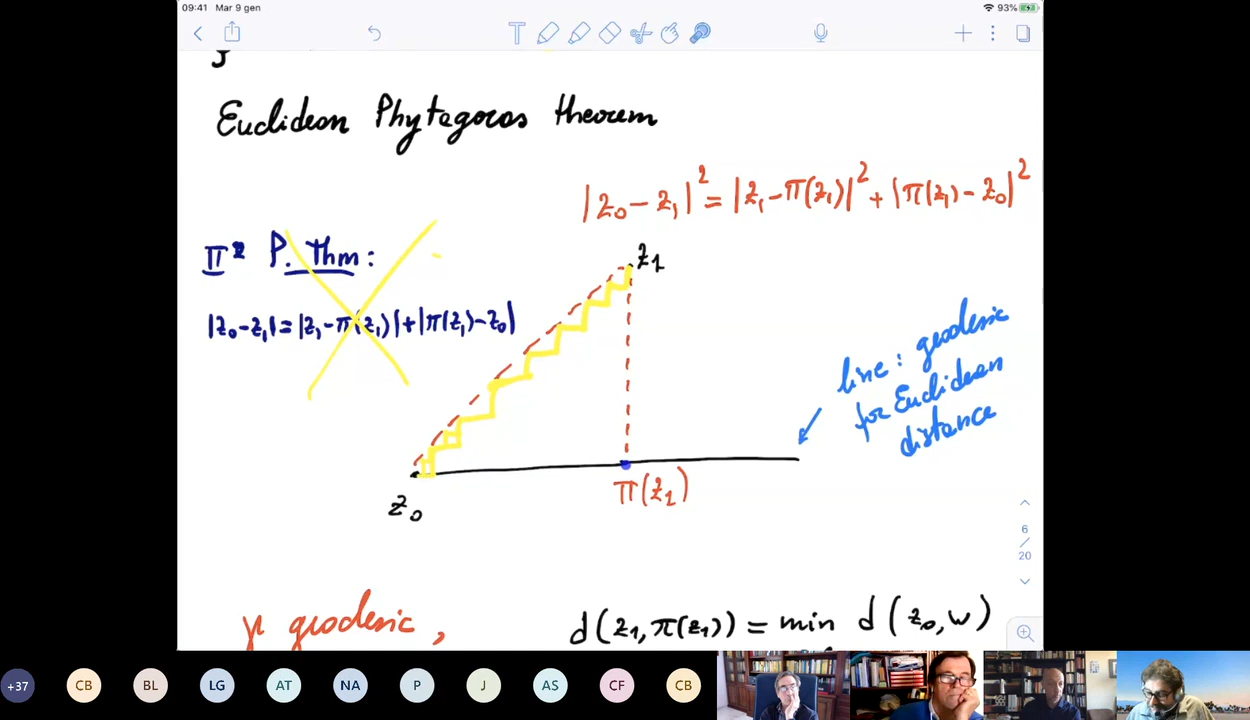 09:41 Mar 9 gen
93%
Euclideon Phytagoras theorem
|z₀ - z₁|² = |z₁ - π(z₁)|² + |π(z₁) - z₀|²
P. thm :
|z₀ - z₁| = |z₁ - π(z₁)| + |π(z₁) - z₀|
z₁
line : geodesic
for Euclidean
distance
π(z₁)
z₀
6
/
20
γ geodesic ,
d(z₁, π(z₁)) = min d(z₀, w)
+37 CB BL LG AT NA P J AS CF CB